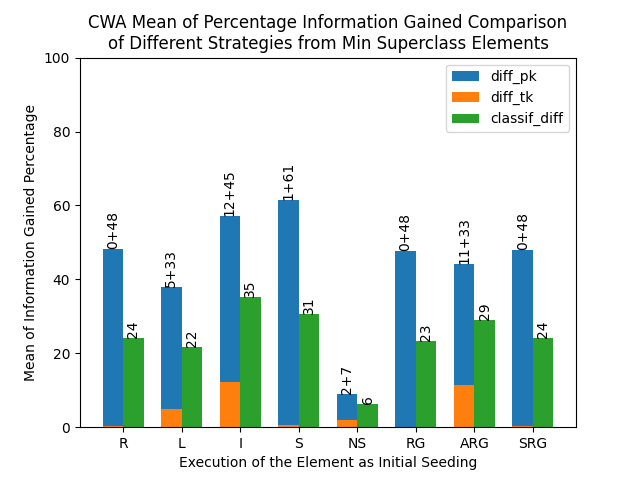 CWA Mean of Percentage Information Gained Comparison
of Different Strategies from Min Superclass Elements
Mean of Information Gained Percentage
100
80
60
40
20
0
diff_pk
diff_tk
classif_diff
0+48
24
5+33
22
12+45
35
1+61
31
2+7
6
0+48
23
11+33
29
0+48
24
R L I S NS RG ARG SRG
Execution of the Element as Initial Seeding